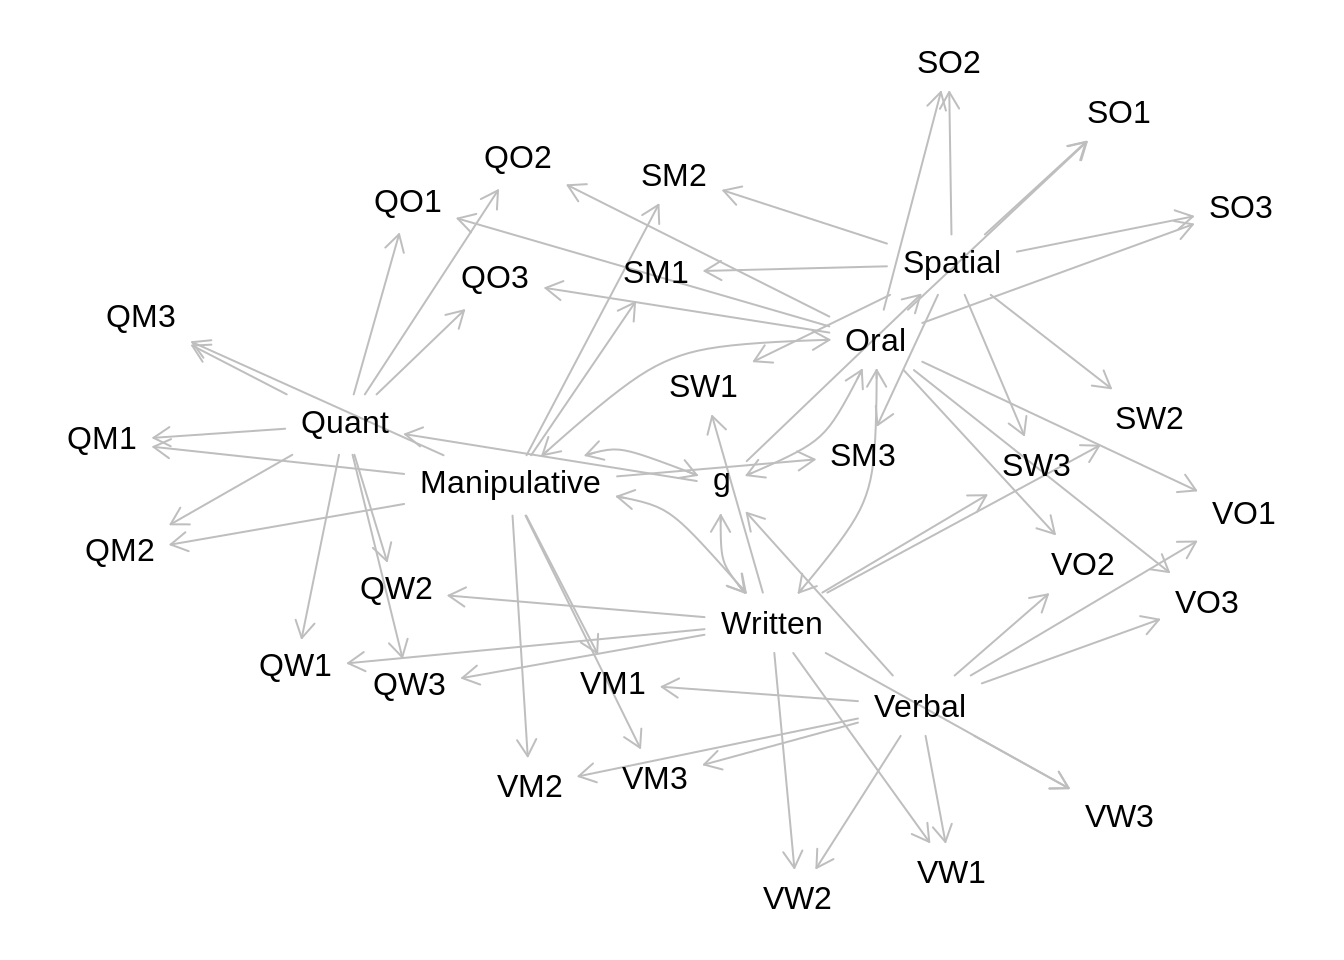 SO2
SO1
QO2
SM2
QO1
SO3
Spatial
SM1
QO3
QM3
Oral
SW1
SW2
Quant
QM1
SM3
SW3
g
Manipulative
VO1
QM2
VO2
QW2
VO3
Written
QW1
QW3
VM1
Verbal
VM3
VM2
VW3
VW1
VW2